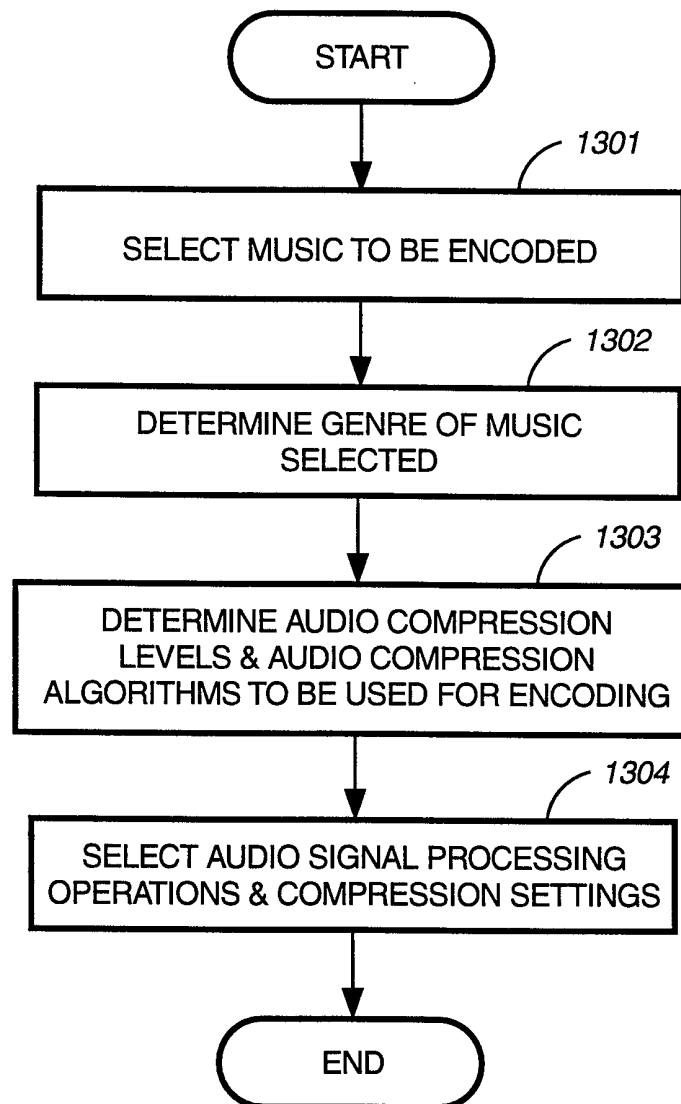 START
1301
SELECT MUSIC TO BE ENCODED
1302
DETERMINE GENRE OF MUSIC
SELECTED
1303
DETERMINE AUDIO COMPRESSION
LEVELS & AUDIO COMPRESSION
ALGORITHMS TO BE USED FOR ENCODING
1304
SELECT AUDIO SIGNAL PROCESSING
OPERATIONS & COMPRESSION SETTINGS
END